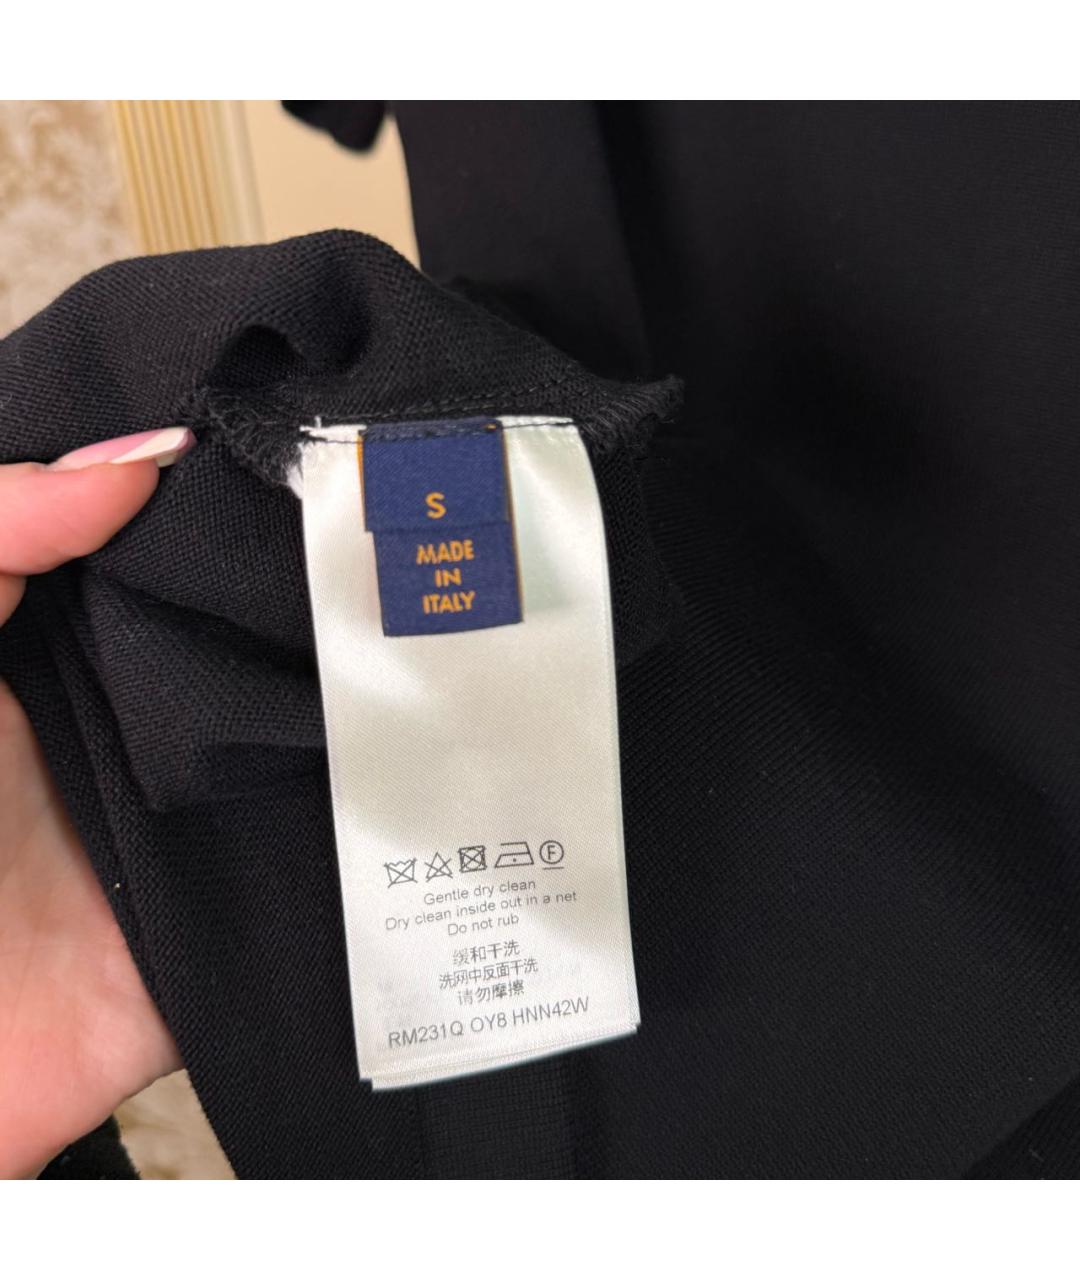 S
MADE
IN
ITALY
F
Gentle dry clean
Dry clean inside out in a net
Do not rub
缓和干洗
洗网中反面干洗
请勿摩擦
RM231Q OY8 HNN42W